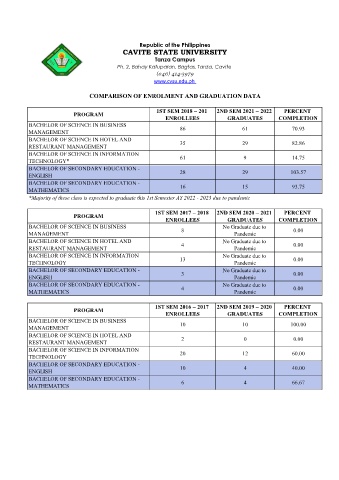 Republic of the Philippines
CAVITE STATE UNIVERSITY
Tanza Campus
Ph. 2, Bahay Katuparan, Bagtas, Tanza, Cavite
(046) 414-3979
www.cvsu.edu.ph
COMPARISON OF ENROLMENT AND GRADUATION DATA
PROGRAM 1ST SEM 2018 – 201 ENROLLEES 2ND SEM 2021 – 2022 GRADUATES PERCENT COMPLETION
BACHELOR OF SCIENCE IN BUSINESS MANAGEMENT 86 61 70.93
BACHELOR OF SCIENCE IN HOTEL AND RESTAURANT MANAGEMENT 35 29 82.86
BACHELOR OF SCIENCE IN INFORMATION TECHNOLOGY* 61 9 14.75
BACHELOR OF SECONDARY EDUCATION - ENGLISH 28 29 103.57
BACHELOR OF SECONDARY EDUCATION - MATHEMATICS 16 15 93.75
*Majority of these class is expected to graduate this 1st Semester AY 2022 - 2023 due to pandemic
PROGRAM 1ST SEM 2017 – 2018 ENROLLEES 2ND SEM 2020 – 2021 GRADUATES PERCENT COMPLETION
BACHELOR OF SCIENCE IN BUSINESS MANAGEMENT 8 No Graduate due to Pandemic 0.00
BACHELOR OF SCIENCE IN HOTEL AND RESTAURANT MANAGEMENT 4 No Graduate due to Pandemic 0.00
BACHELOR OF SCIENCE IN INFORMATION TECHNOLOGY 13 No Graduate due to Pandemic 0.00
BACHELOR OF SECONDARY EDUCATION - ENGLISH 3 No Graduate due to Pandemic 0.00
BACHELOR OF SECONDARY EDUCATION - MATHEMATICS No Graduate due to Pandemic 0.00
PROGRAM 1ST SEM 2016 – 2017 ENROLLEES 2ND SEM 2019 – 2020 GRADUATES PERCENT COMPLETION
BACHELOR OF SCIENCE IN BUSINESS MANAGEMENT 10 10 100.00
BACHELOR OF SCIENCE IN HOTEL AND RESTAURANT MANAGEMENT 2 0 0.00
BACHELOR OF SCIENCE IN INFORMATION TECHNOLOGY 20 12 60.00
BACHELOR OF SECONDARY EDUCATION - ENGLISH 10 4 40.00
BACHELOR OF SECONDARY EDUCATION - MATHEMATICS 6 4 66.67